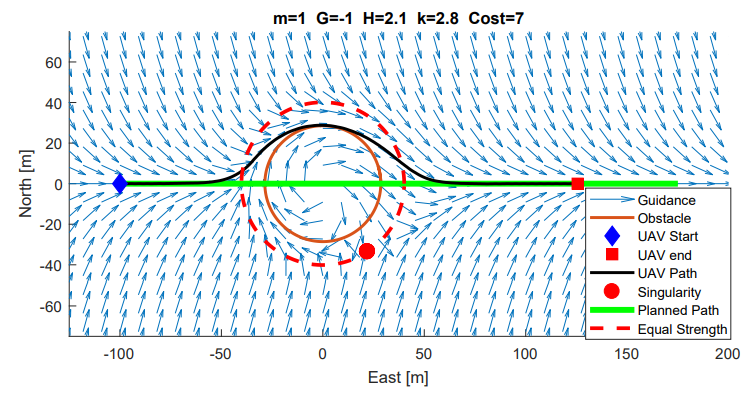 m=1 G=-1 H=2.1 k=2.8 Cost=7
North [m]
60
40
20
0
-20
-40
-60
-100
-50
0
50
100
150
200
East [m]
Guidance
Obstacle
UAV Start
UAV end
UAV Path
Singularity
Planned Path
Equal Strength